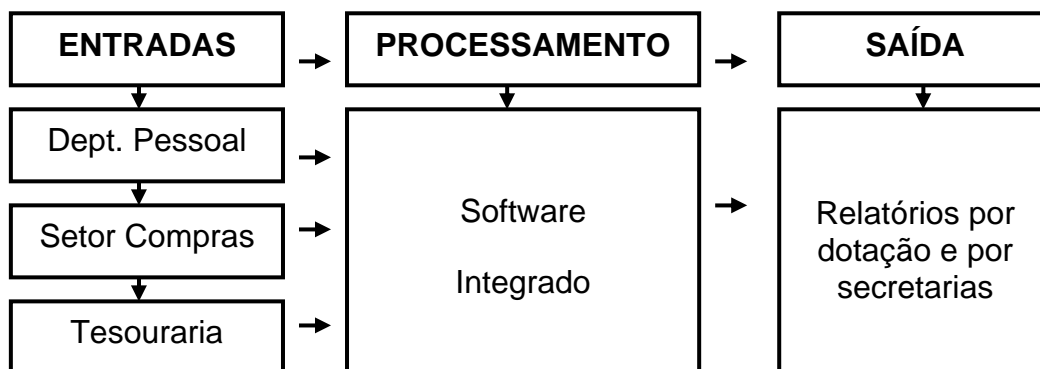 ENTRADAS
PROCESSAMENTO
SAÍDA
Dept. Pessoal
Setor Compras
Tesouraria
Software
Integrado
Relatórios por
dotação e por
secretarias